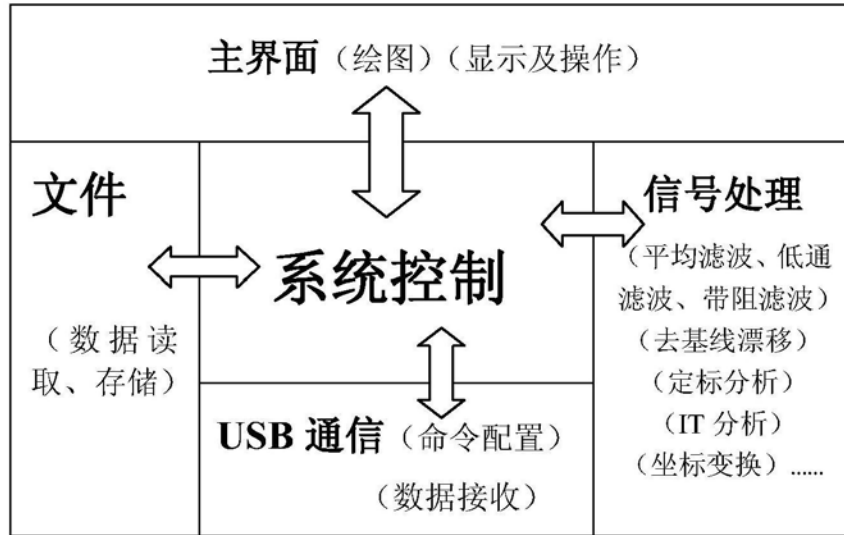 主界面（绘图）（显示及操作）
文件
（数据读
取、存储）
系统控制
USB 通信（命令配置）
（数据接收）
信号处理
（平均滤波、低通
滤波、带阻滤波）
（去基线漂移）
（定标分析）
（IT 分析）
（坐标变换）......